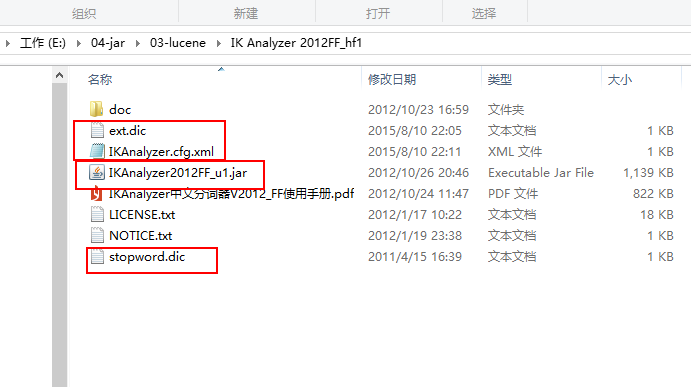 组织 新建 打开 选择
工作 (E:) 04-jar 03-lucene IK Analyzer 2012FF_hf1
名称 修改日期 类型 大小
doc 2012/10/23 16:59 文件夹
ext.dic 2015/8/10 22:05 文本文档 1 KB
IKAnalyzer.cfg.xml 2015/8/10 22:11 XML 文件 1 KB
IKAnalyzer2012FF_u1.jar 2012/10/26 20:46 Executable Jar File 1,139 KB
IKAnalyzer中文分词器V2012_FF使用手册.pdf 2012/10/24 11:47 PDF 文件 822 KB
LICENSE.txt 2012/1/17 10:22 文本文档 18 KB
NOTICE.txt 2012/1/19 23:38 文本文档 1 KB
stopword.dic 2011/4/15 16:39 文本文档 1 KB